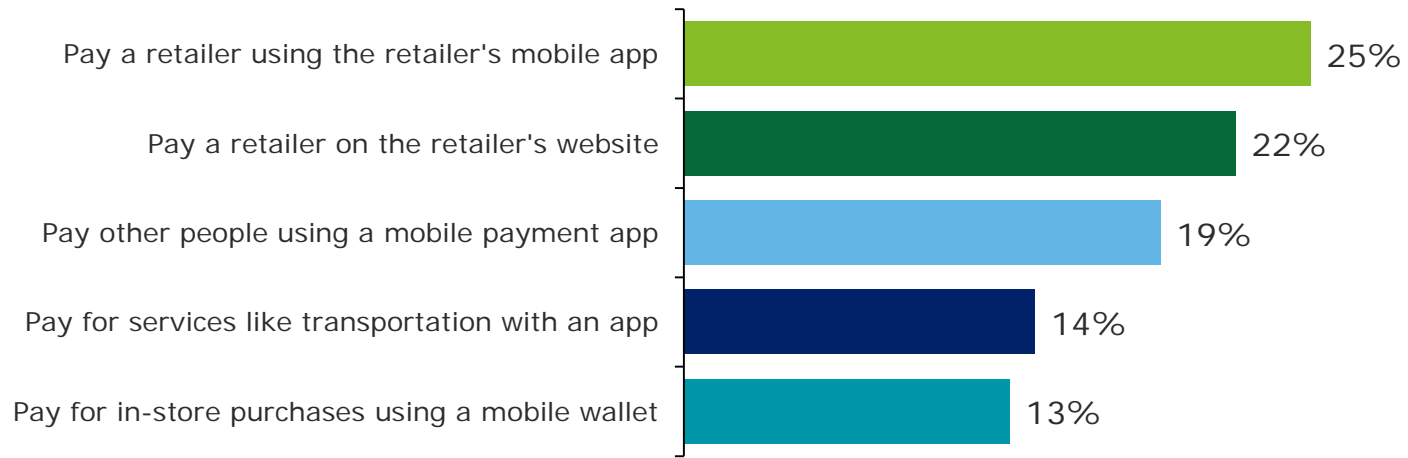 Pay a retailer using the retailer's mobile app 25%
Pay a retailer on the retailer's website 22%
Pay other people using a mobile payment app 19%
Pay for services like transportation with an app 14%
Pay for in-store purchases using a mobile wallet 13%